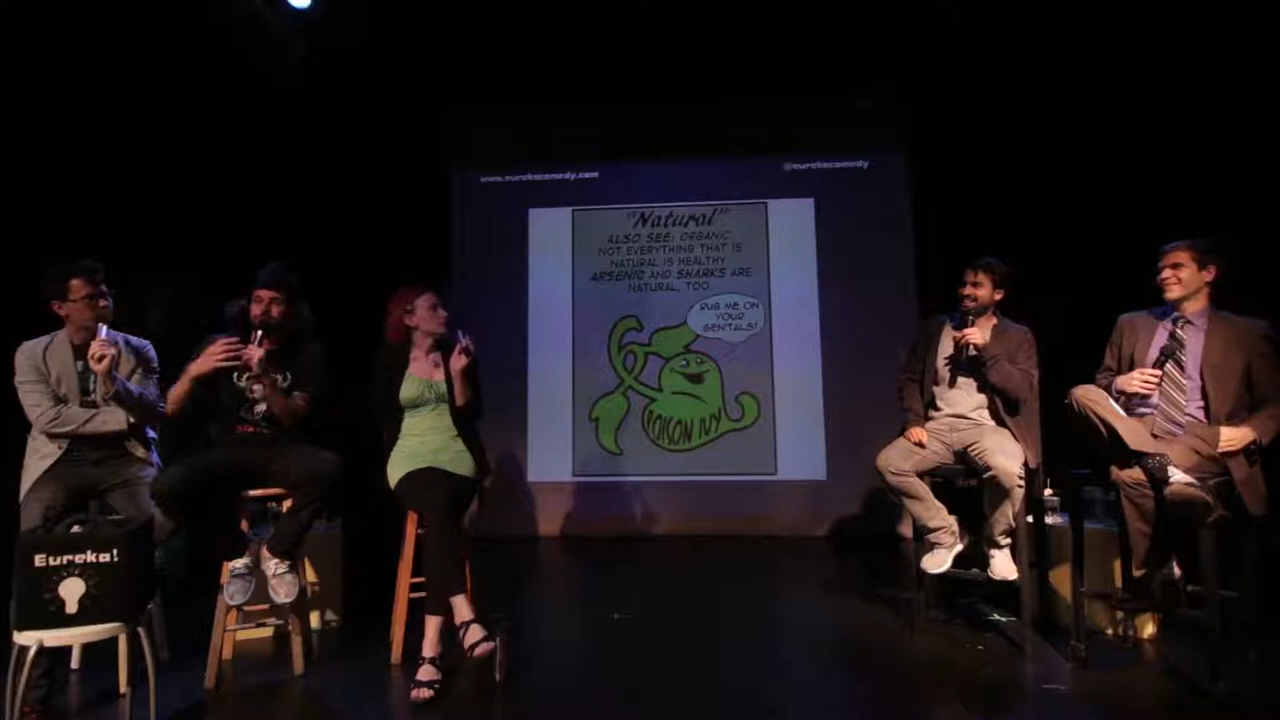 www.eurekacomedy.com
@eurekacomedy
"Natural"
ALSO SEE: ORGANIC
NOT EVERYTHING THAT IS
NATURAL IS HEALTHY
ARSENIC AND SHARKS ARE
NATURAL, TOO.
RUB ME ON
YOUR
GENITALS!
POISON IVY
Eureka!